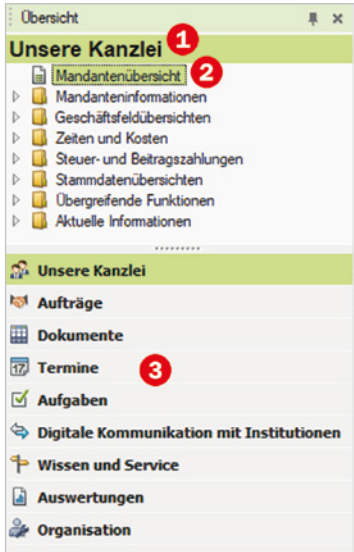 Übersicht
Unsere Kanzlei 1
Mandantenübersicht 2
Mandanteninformationen
Geschäftsfeldübersichten
Zeiten und Kosten
Steuer- und Beitragszahlungen
Stammdatenübersichten
Übergreifende Funktionen
Aktuelle Informationen
Unsere Kanzlei
Aufträge
Dokumente
17 Termine 3
Aufgaben
Digitale Kommunikation mit Institutionen
Wissen und Service
Auswertungen
Organisation